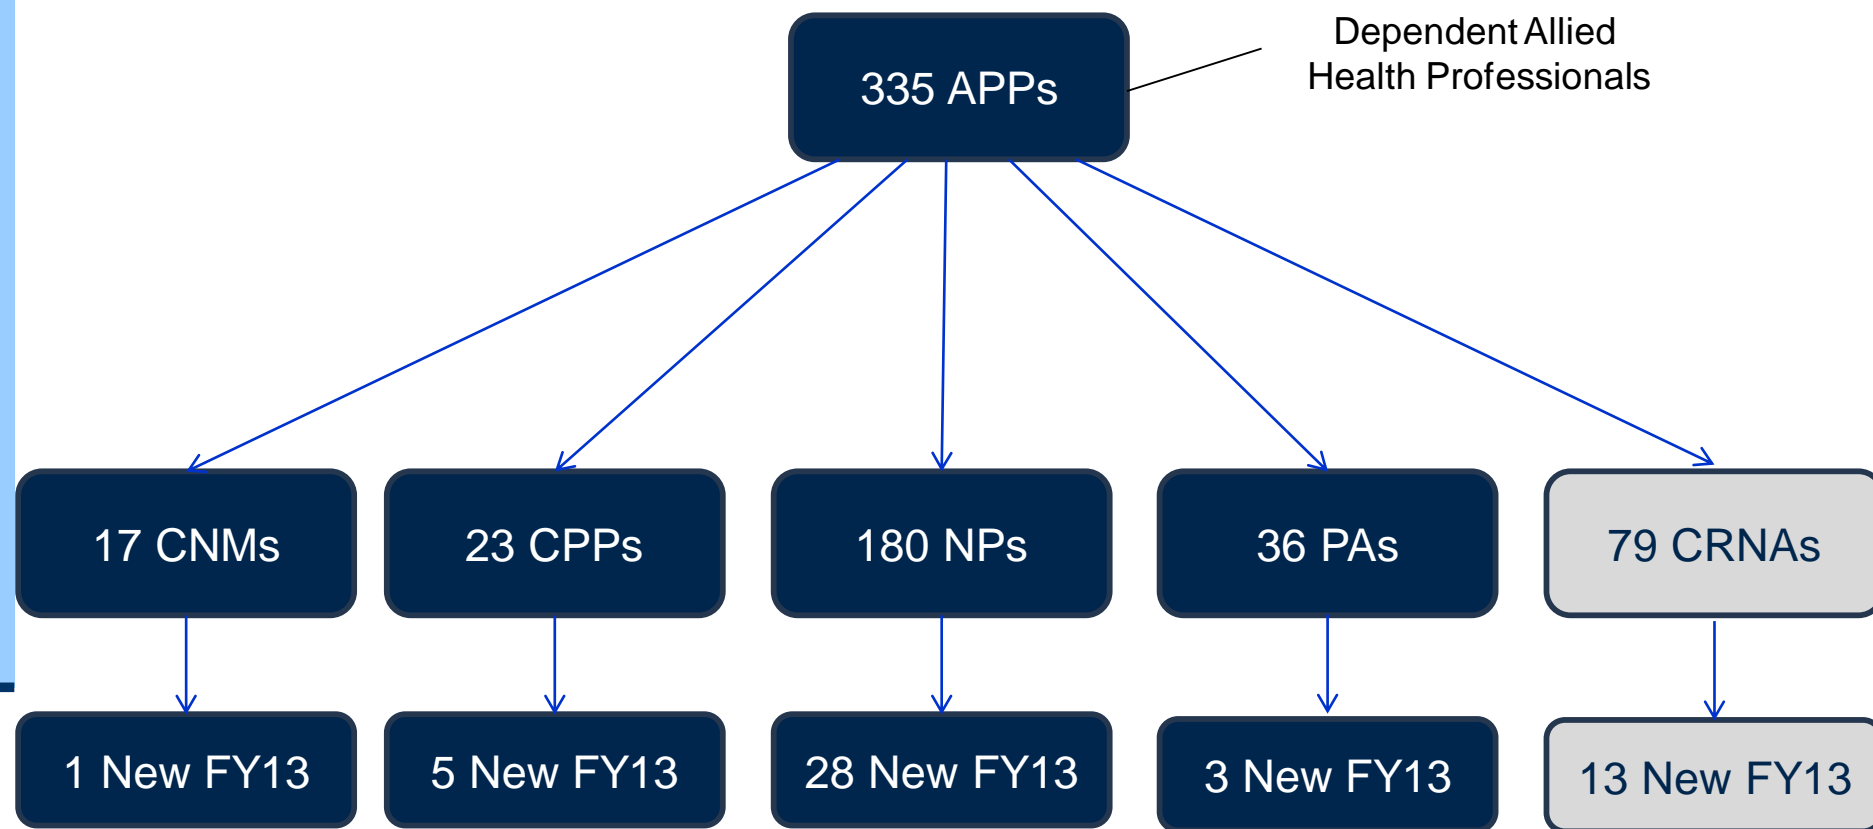 335 APPs
Dependent Allied
Health Professionals
17 CNMs
23 CPPs
180 NPs
36 PAs
79 CRNAs
1 New FY13
5 New FY13
28 New FY13
3 New FY13
13 New FY13